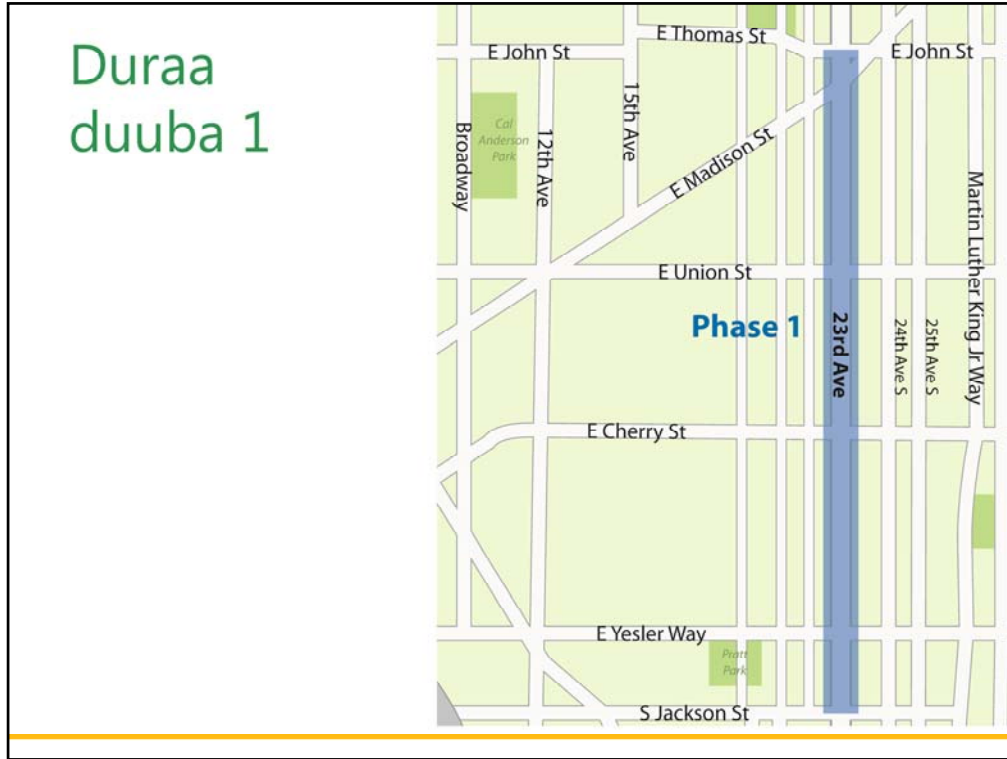 Duraa
duuba 1
E Thomas St
E John St
E John St
Cal
Anderson
Park
Broadway
12th Ave
15th Ave
E Madison St
Martin Luther King Jr Way
E Union St
Phase 1
23rd Ave
24th Ave S
25th Ave S
E Cherry St
E Yesler Way
Pratt
Park
S Jackson St